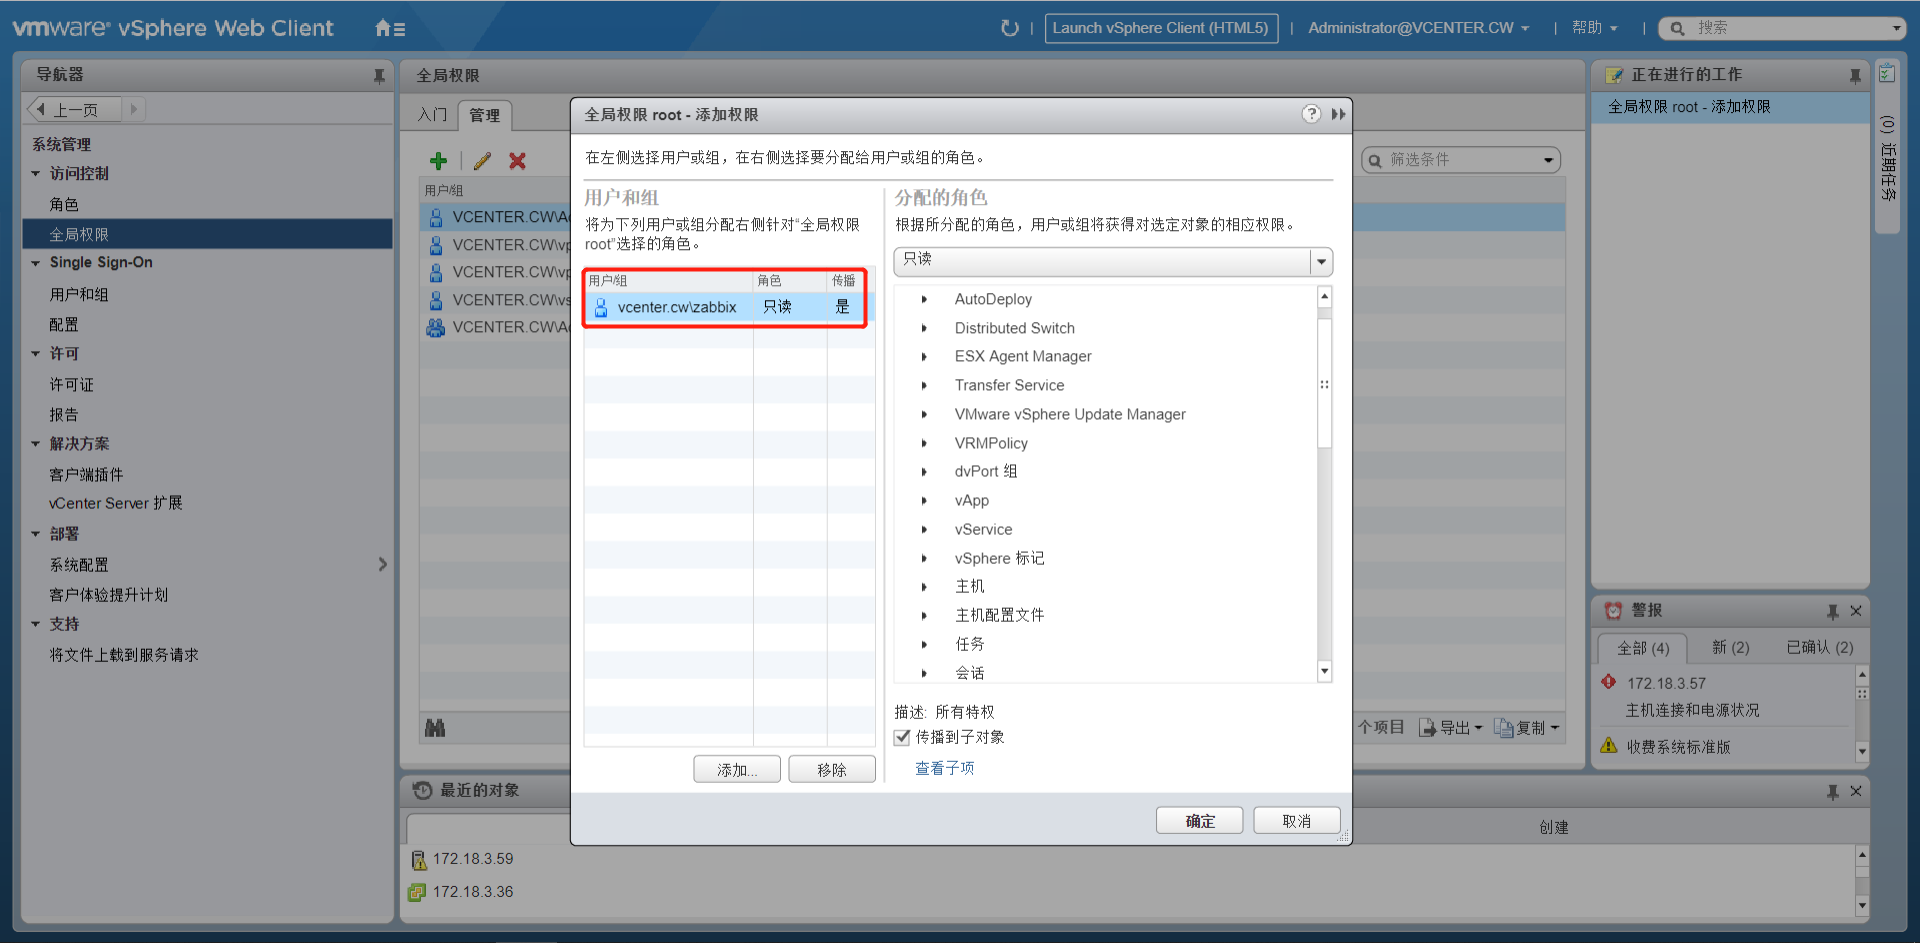 vmware® vSphere Web Client
Launch vSphere Client (HTML5)
Administrator@VCENTER.CW
帮助
搜索
导航器
上一页
系统管理
访问控制
角色
全局权限
Single Sign-On
用户和组
配置
许可
许可证
报告
解决方案
客户端插件
vCenter Server 扩展
部署
系统配置
客户体验提升计划
支持
将文件上载到服务请求
全局权限
入门
管理
筛选条件
用户/组
VCENTER.CW\A
VCENTER.CW\vp
VCENTER.CW\vp
VCENTER.CW\vs
VCENTER.CW\A
个项目
导出
复制
全局权限 root - 添加权限
在左侧选择用户或组，在右侧选择要分配给用户或组的角色。
用户和组
将为下列用户或组分配右侧针对“全局权限
root”选择的角色。
用户/组 角色 传播
vcenter.cw\zabbix 只读 是
添加...
移除
分配的角色
根据所分配的角色，用户或组将获得对选定对象的相应权限。
只读
AutoDeploy
Distributed Switch
ESX Agent Manager
Transfer Service
VMware vSphere Update Manager
VRMPolicy
dvPort 组
vApp
vService
vSphere 标记
主机
主机配置文件
任务
会话
描述: 所有特权
传播到子对象
查看子项
确定
取消
最近的对象
创建
172.18.3.59
172.18.3.36
正在进行的工作
全局权限 root - 添加权限
警报
全部 (4)
新 (2)
已确认 (2)
172.18.3.57
主机连接和电源状况
收费系统标准版
(0) 近期任务